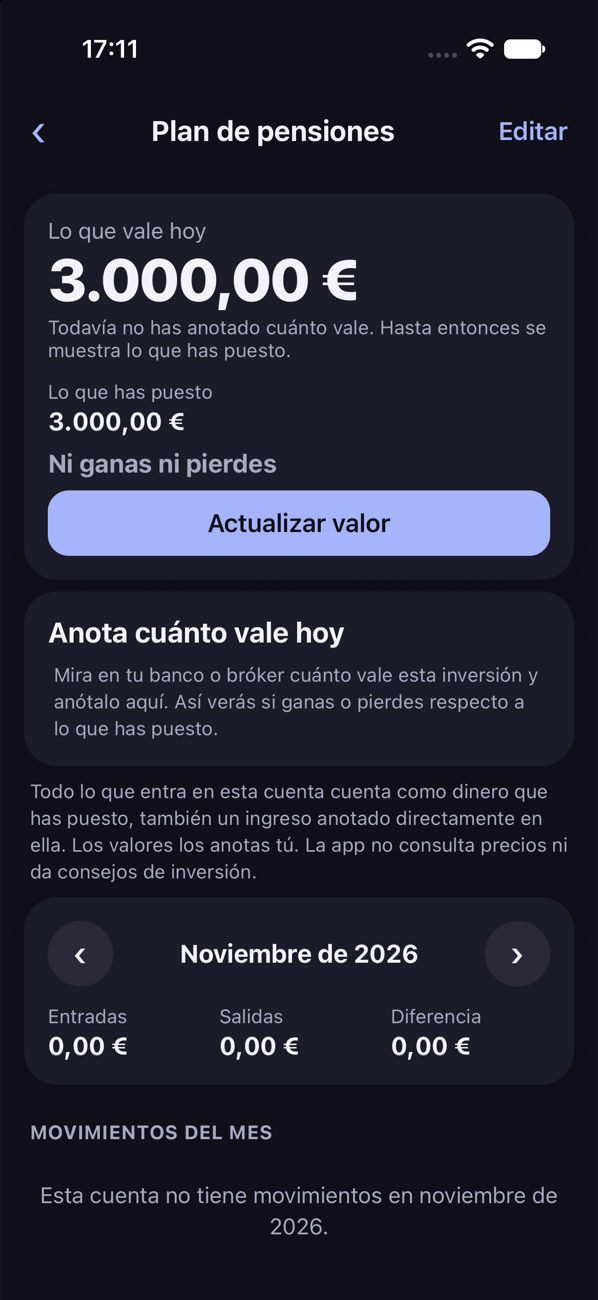 17:11
‹
Plan de pensiones
Editar
Lo que vale hoy
3.000,00 €
Todavía no has anotado cuánto vale. Hasta entonces se
muestra lo que has puesto.
Lo que has puesto
3.000,00 €
Ni ganas ni pierdes
Actualizar valor
Anota cuánto vale hoy
Mira en tu banco o bróker cuánto vale esta inversión y
anótalo aquí. Así verás si ganas o pierdes respecto a
lo que has puesto.
Todo lo que entra en esta cuenta cuenta como dinero que
has puesto, también un ingreso anotado directamente en
ella. Los valores los anotas tú. La app no consulta precios ni
da consejos de inversión.
‹ Noviembre de 2026 ›
Entradas Salidas Diferencia
0,00 € 0,00 € 0,00 €
MOVIMIENTOS DEL MES
Esta cuenta no tiene movimientos en noviembre de
2026.